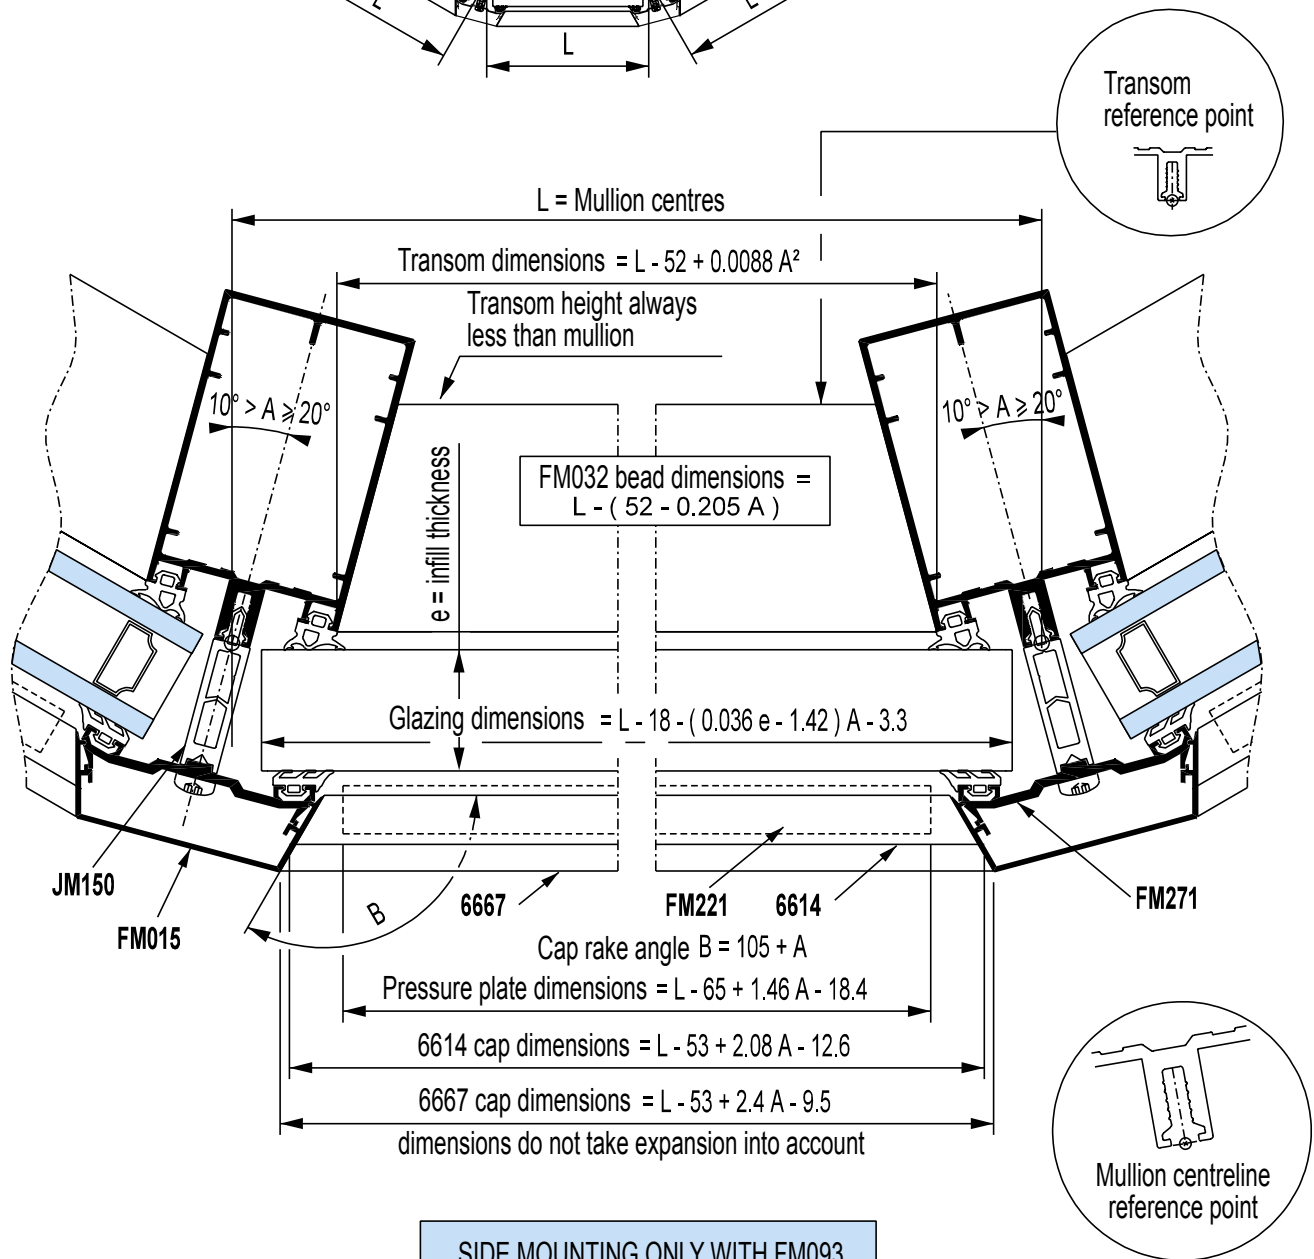 L
L
L
Transom
reference point
L = Mullion centres
Transom dimensions = L - 52 + 0.0088 A²
Transom height always
less than mullion
10° > A ⩾ 20°
10° > A ⩾ 20°
e = infill thickness
FM032 bead dimensions =
L - ( 52 - 0.205 A )
Glazing dimensions = L - 18 - ( 0.036 e - 1.42 ) A - 3.3
JM150
FM015
B
6667
FM221
6614
FM271
Cap rake angle B = 105 + A
Pressure plate dimensions = L - 65 + 1.46 A - 18.4
6614 cap dimensions = L - 53 + 2.08 A - 12.6
6667 cap dimensions = L - 53 + 2.4 A - 9.5
dimensions do not take expansion into account
Mullion centreline
reference point
SIDE MOUNTING ONLY WITH FM093